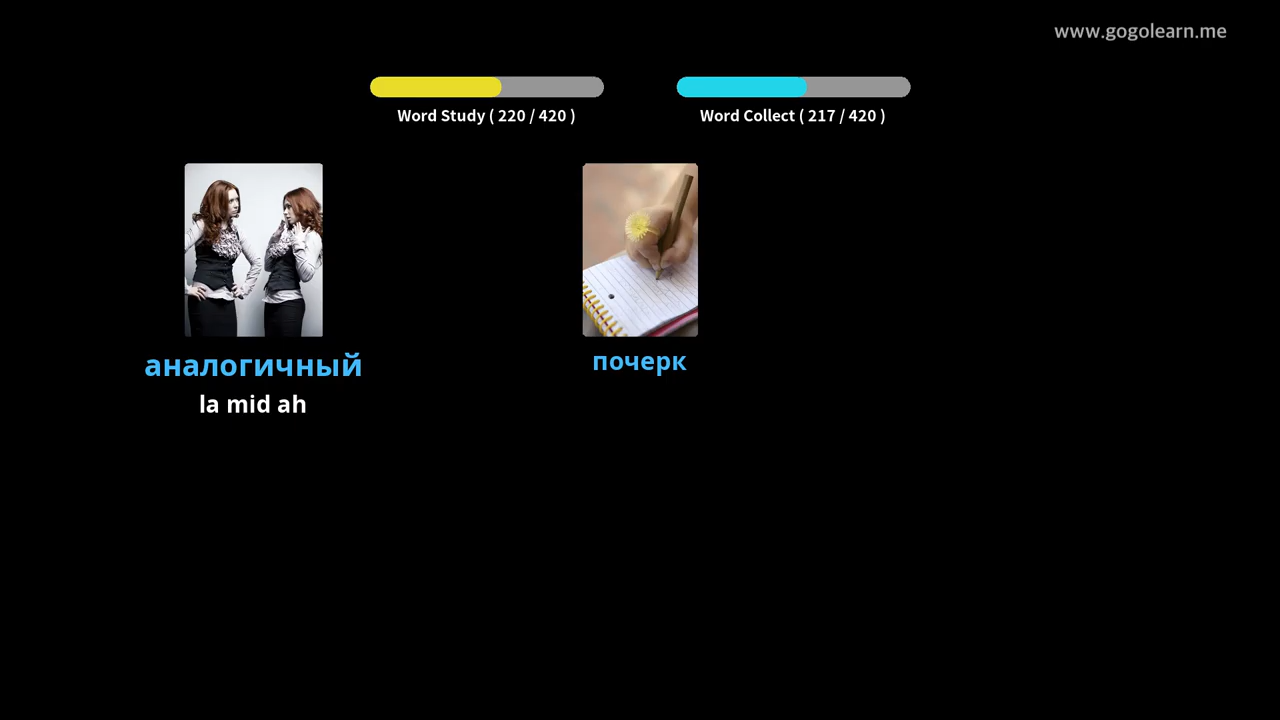 www.gogolearn.me
Word Study ( 220 / 420 )
Word Collect ( 217 / 420 )
аналогичный
la mid ah
почерк